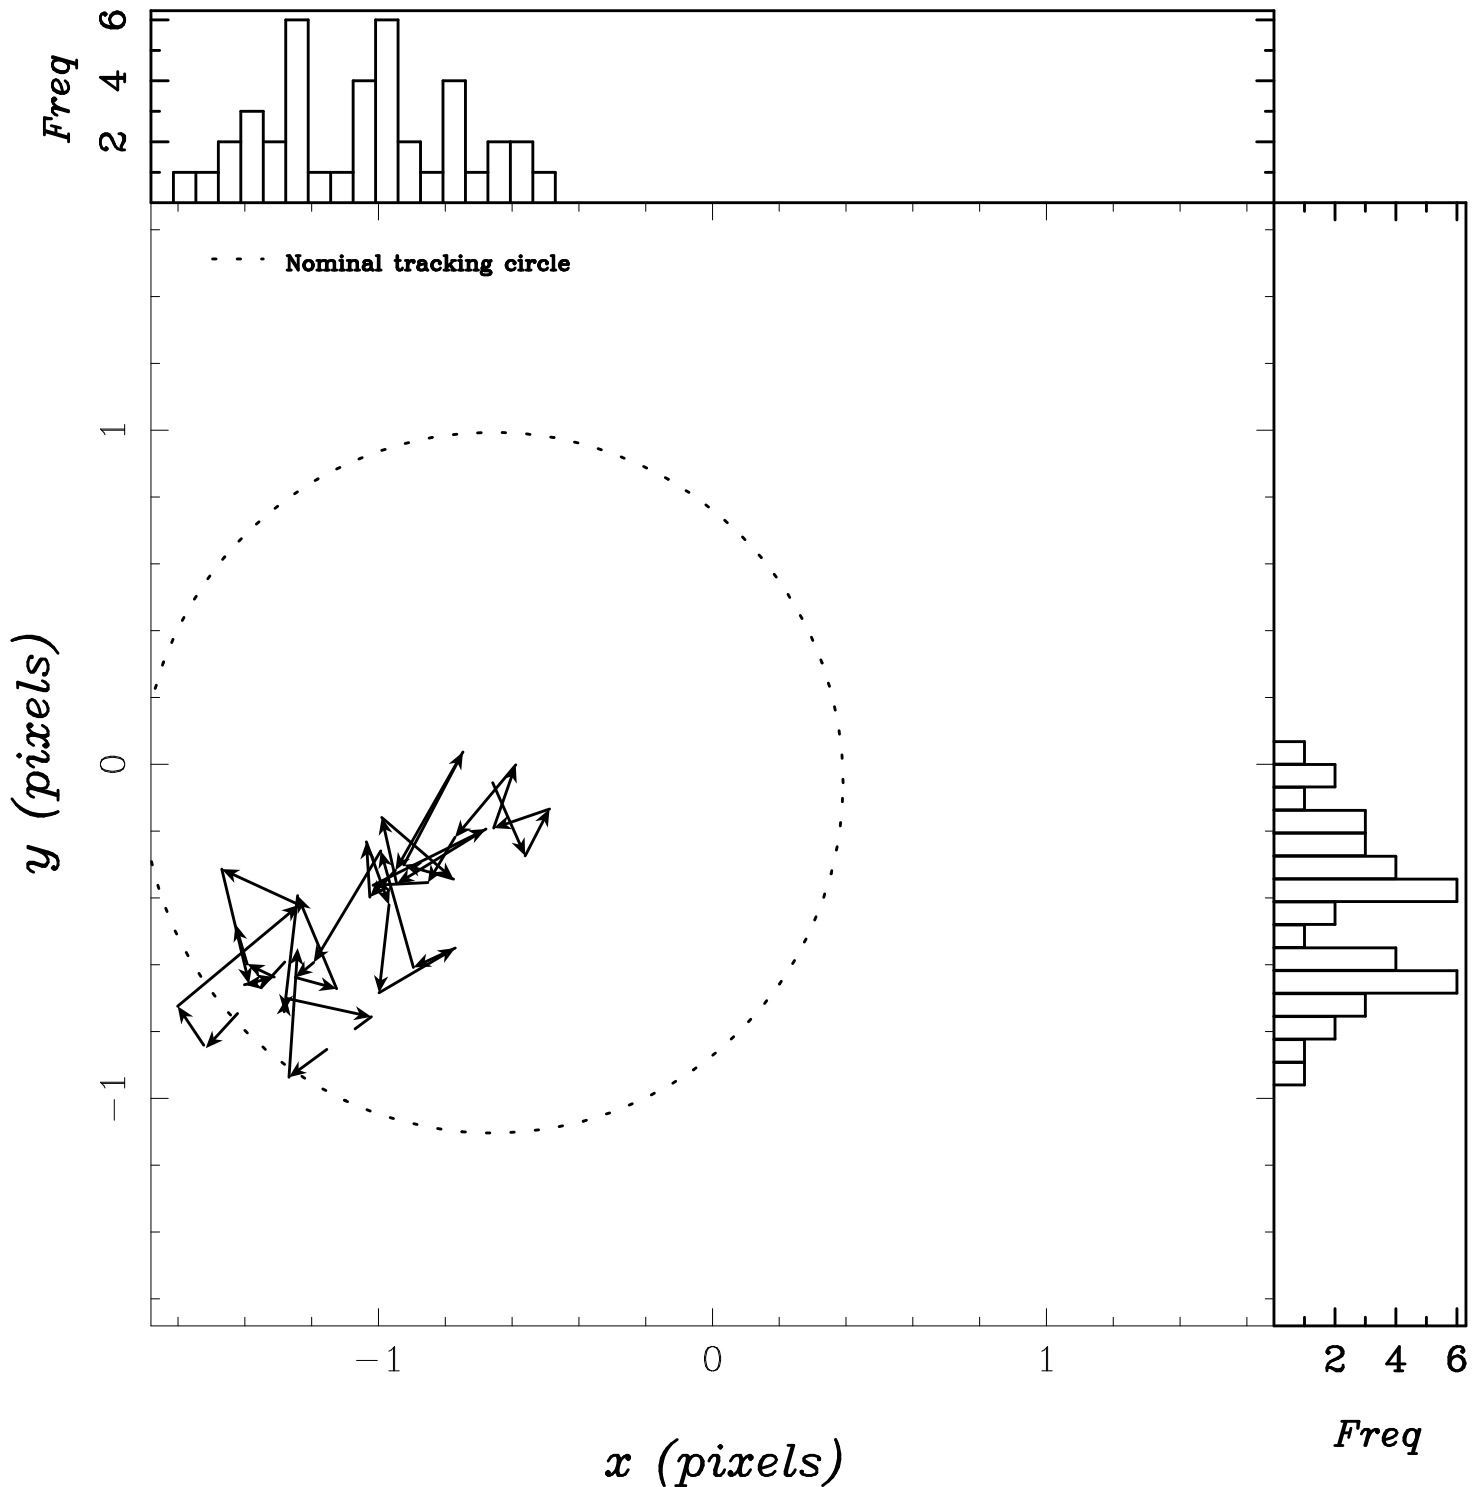 Freq
2 4 6
Nominal tracking circle
y (pixels)
1
0
−1
−1 0 1
x (pixels)
2 4 6
Freq